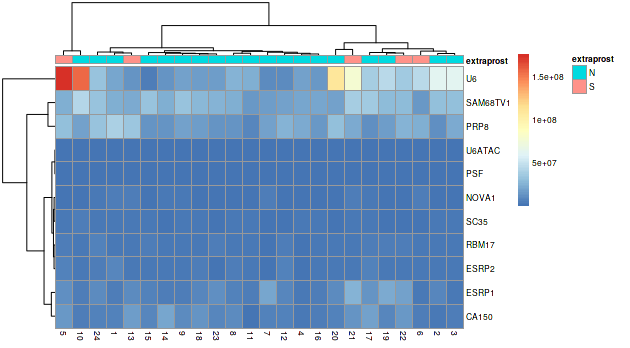 extraprost
extraprost
N
S
U6
SAM68TV1
PRP8
U6ATAC
PSF
NOVA1
SC35
RBM17
ESRP2
ESRP1
CA150
1.5e+08
1e+08
5e+07
5 10 24 1 13 15 14 9 18 23 8 11 7 12 4 16 20 21 17 19 22 6 2 3